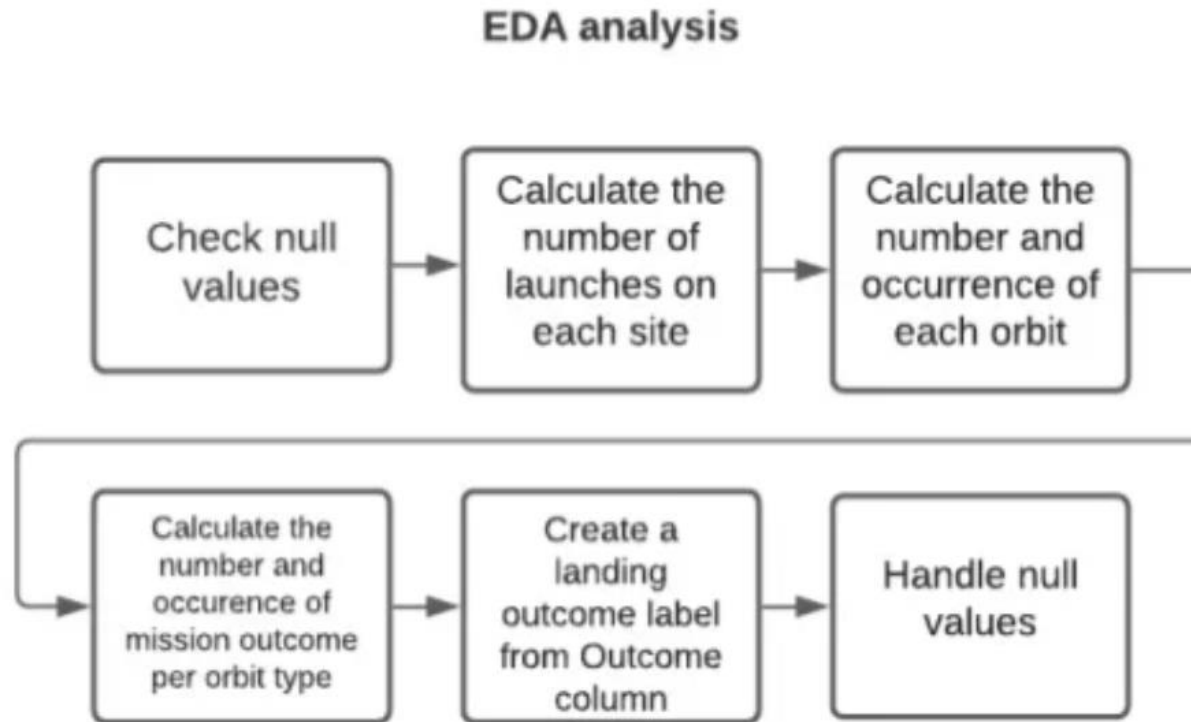 EDA analysis
Check null
values
Calculate the
number of
launches on
each site
Calculate the
number and
occurrence of
each orbit
Calculate the
number and
occurence of
mission outcome
per orbit type
Create a
landing
outcome label
from Outcome
column
Handle null
values